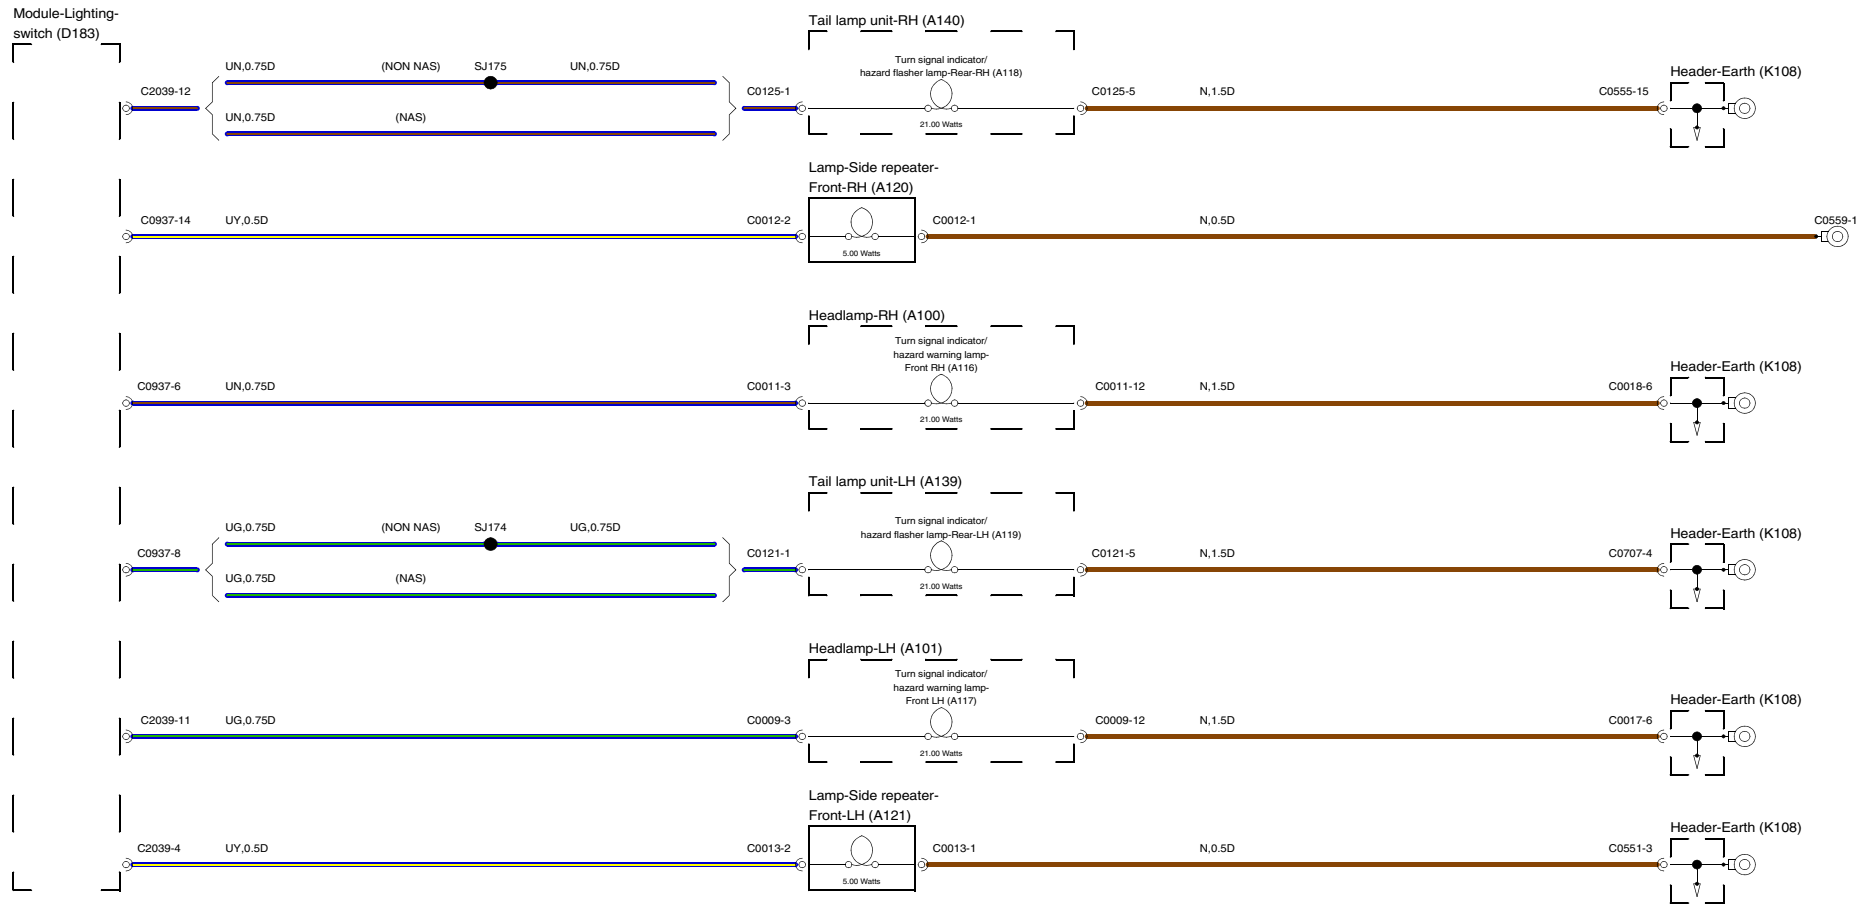 Module-Lighting-
switch (D183)
Tail lamp unit-RH (A140)
Turn signal indicator/
hazard flasher lamp-Rear-RH (A118)
21.00 Watts
C2039-12
UN,0.75D (NON NAS) SJ175 UN,0.75D
UN,0.75D (NAS)
C0125-1
C0125-5 N,1.5D C0555-15
Header-Earth (K108)
Lamp-Side repeater-
Front-RH (A120)
5.00 Watts
C0937-14 UY,0.5D C0012-2
C0012-1 N,0.5D C0559-1
Headlamp-RH (A100)
Turn signal indicator/
hazard warning lamp-
Front RH (A116)
21.00 Watts
C0937-6 UN,0.75D C0011-3
C0011-12 N,1.5D C0018-6
Header-Earth (K108)
Tail lamp unit-LH (A139)
Turn signal indicator/
hazard flasher lamp-Rear-LH (A119)
21.00 Watts
C0937-8
UG,0.75D (NON NAS) SJ174 UG,0.75D
UG,0.75D (NAS)
C0121-1
C0121-5 N,1.5D C0707-4
Header-Earth (K108)
Headlamp-LH (A101)
Turn signal indicator/
hazard warning lamp-
Front LH (A117)
21.00 Watts
C2039-11 UG,0.75D C0009-3
C0009-12 N,1.5D C0017-6
Header-Earth (K108)
Lamp-Side repeater-
Front-LH (A121)
5.00 Watts
C2039-4 UY,0.5D C0013-2
C0013-1 N,0.5D C0551-3
Header-Earth (K108)